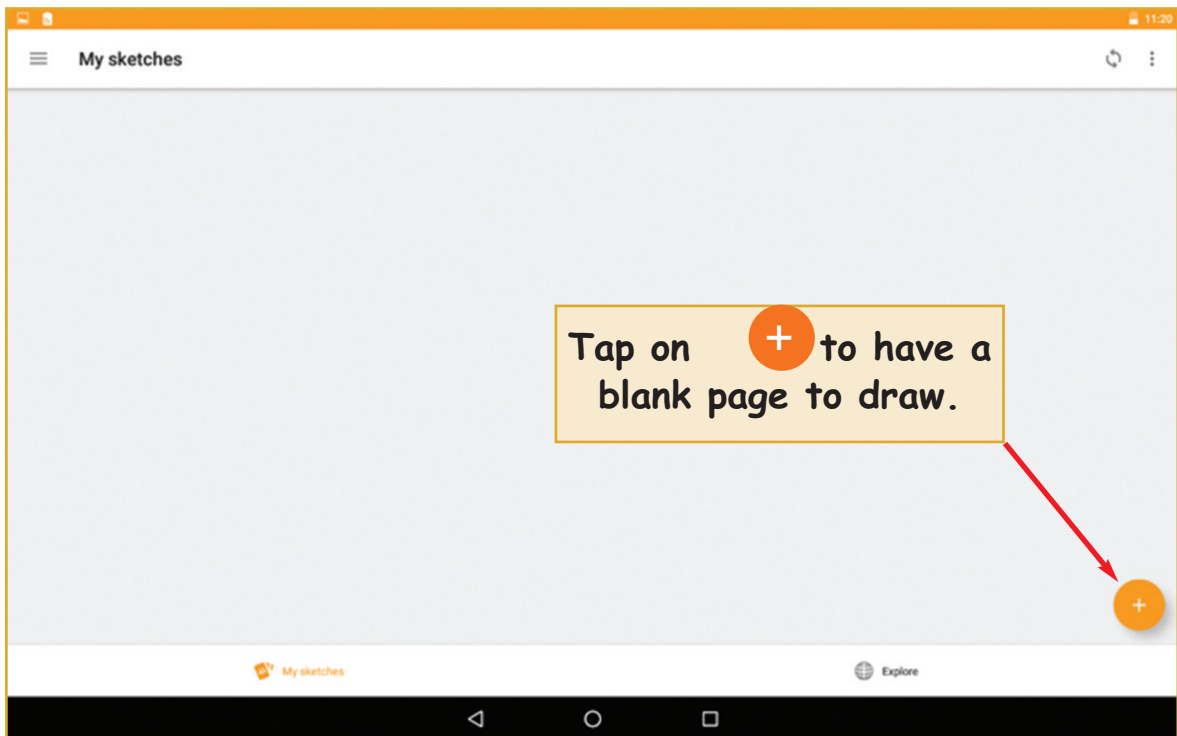 11:20
My sketches
Tap on + to have a
blank page to draw.
+
My sketches
Explore